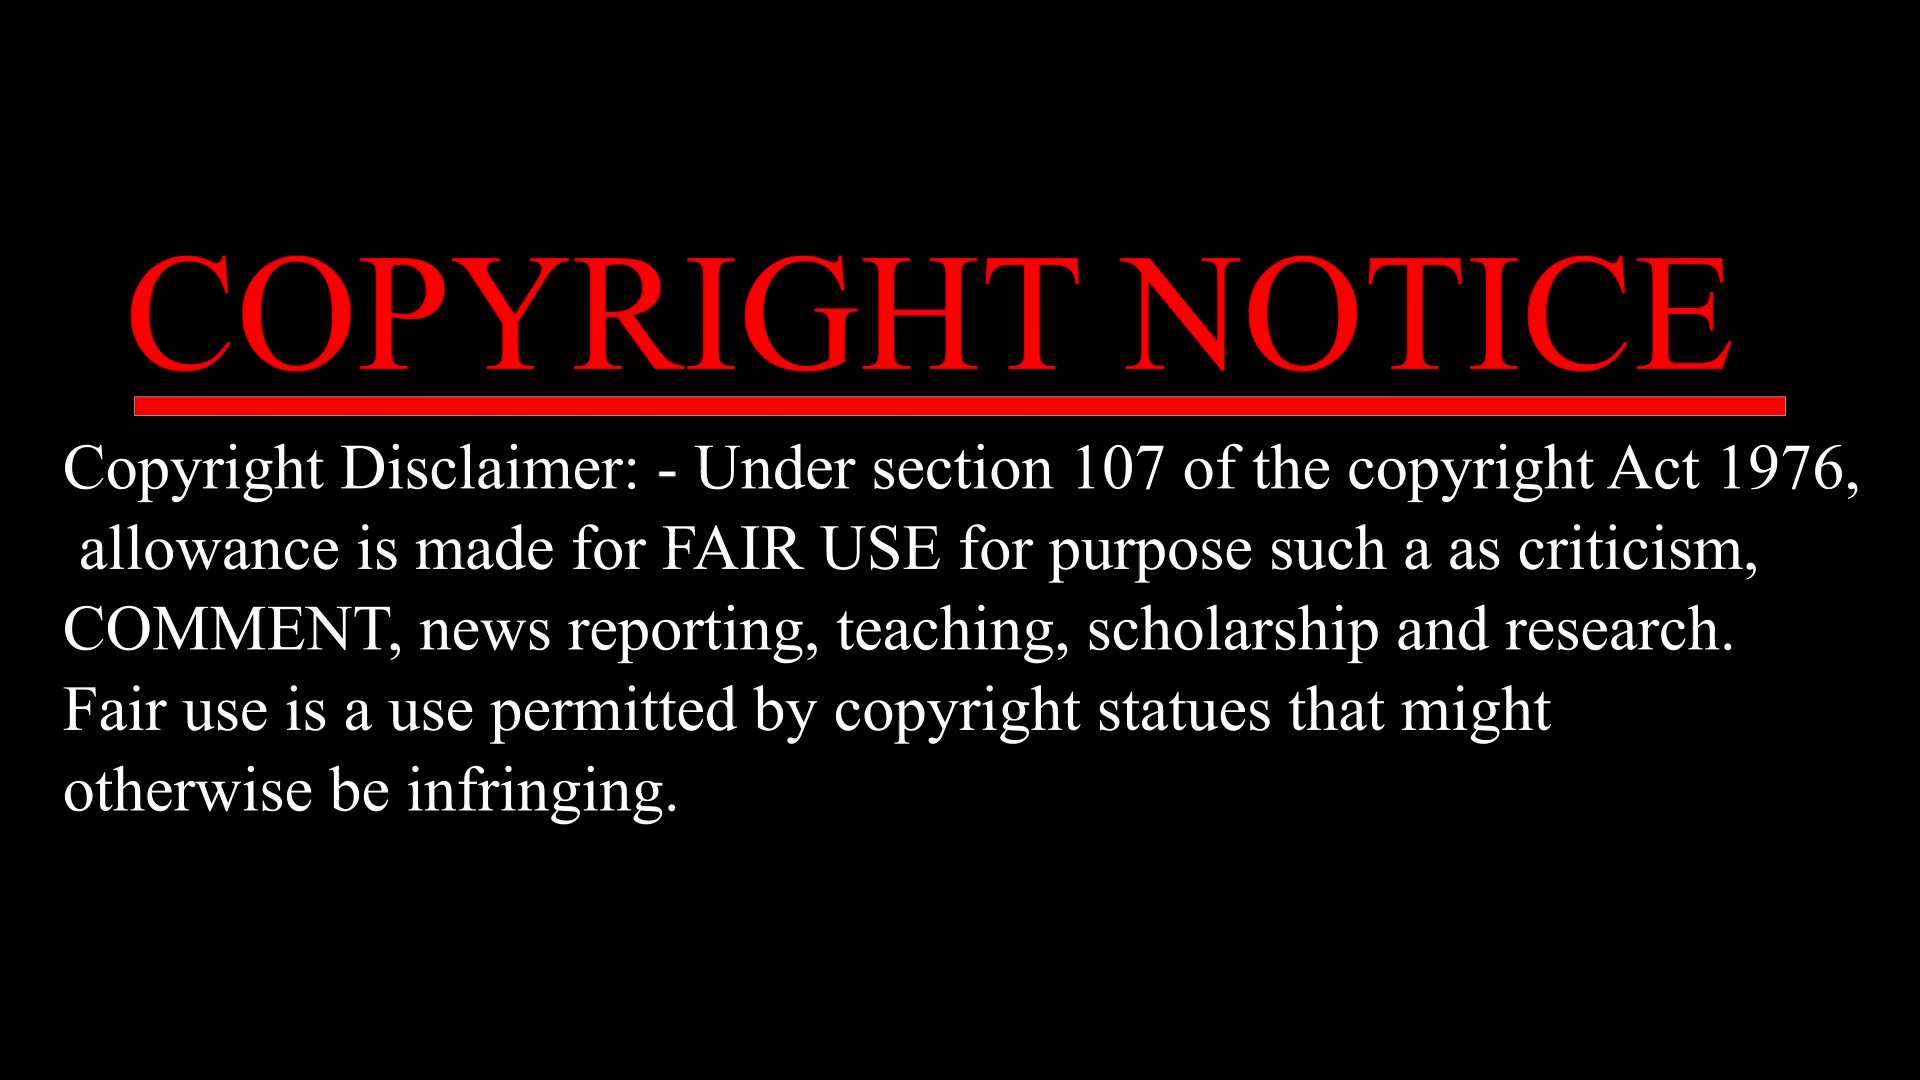 COPYRIGHT NOTICE
Copyright Disclaimer: - Under section 107 of the copyright Act 1976,
allowance is made for FAIR USE for purpose such a as criticism,
COMMENT, news reporting, teaching, scholarship and research.
Fair use is a use permitted by copyright statues that might
otherwise be infringing.